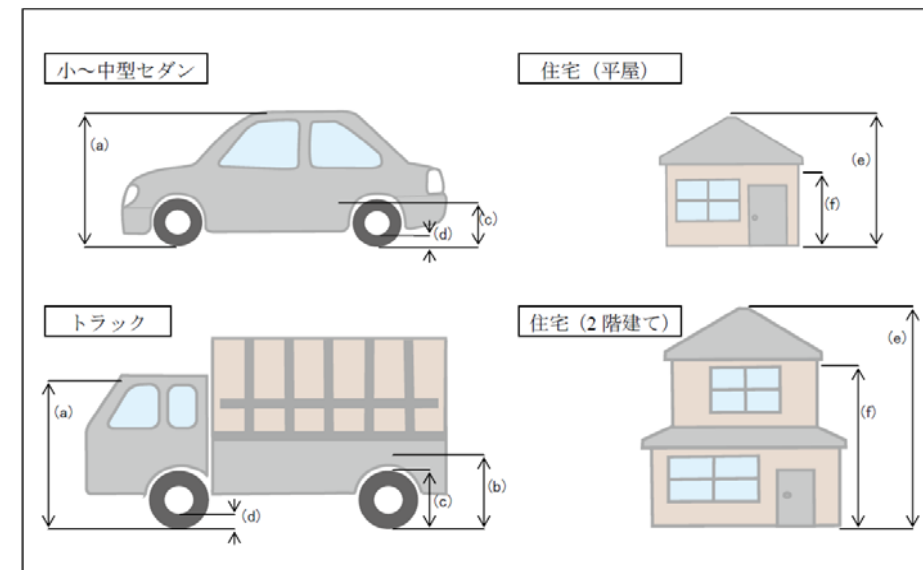 小～中型セダン
住宅（平屋）
(a)
(e)
(f)
(c)
(d)
トラック
住宅（2 階建て）
(e)
(a)
(f)
(b)
(c)
(d)